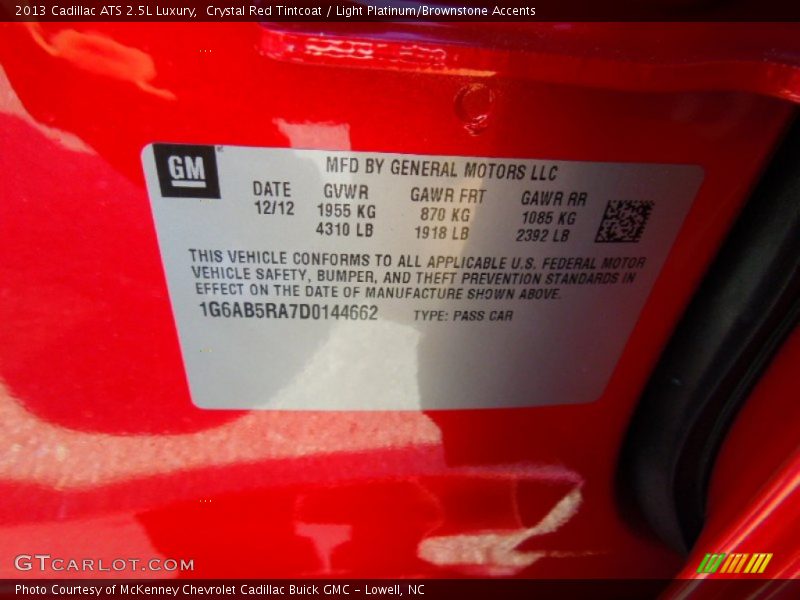 2013 Cadillac ATS 2.5L Luxury,  Crystal Red Tintcoat / Light Platinum/Brownstone Accents
GM
MFD BY GENERAL MOTORS LLC
DATE GVWR GAWR FRT GAWR RR
12/12 1955 KG 870 KG 1085 KG
4310 LB 1918 LB 2392 LB
THIS VEHICLE CONFORMS TO ALL APPLICABLE U.S. FEDERAL MOTOR
VEHICLE SAFETY, BUMPER, AND THEFT PREVENTION STANDARDS IN
EFFECT ON THE DATE OF MANUFACTURE SHOWN ABOVE.
1G6AB5RA7D0144662 TYPE: PASS CAR
GTCARLOT.COM
Photo Courtesy of McKenney Chevrolet Cadillac Buick GMC – Lowell, NC